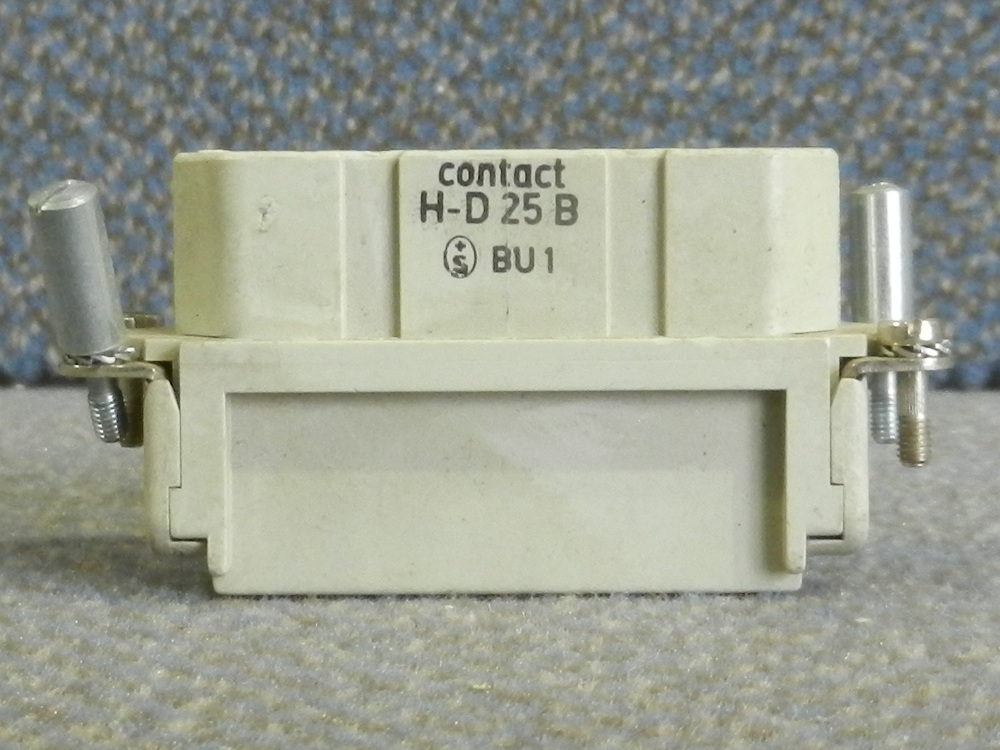 contact
H-D 25 B
+S BU 1